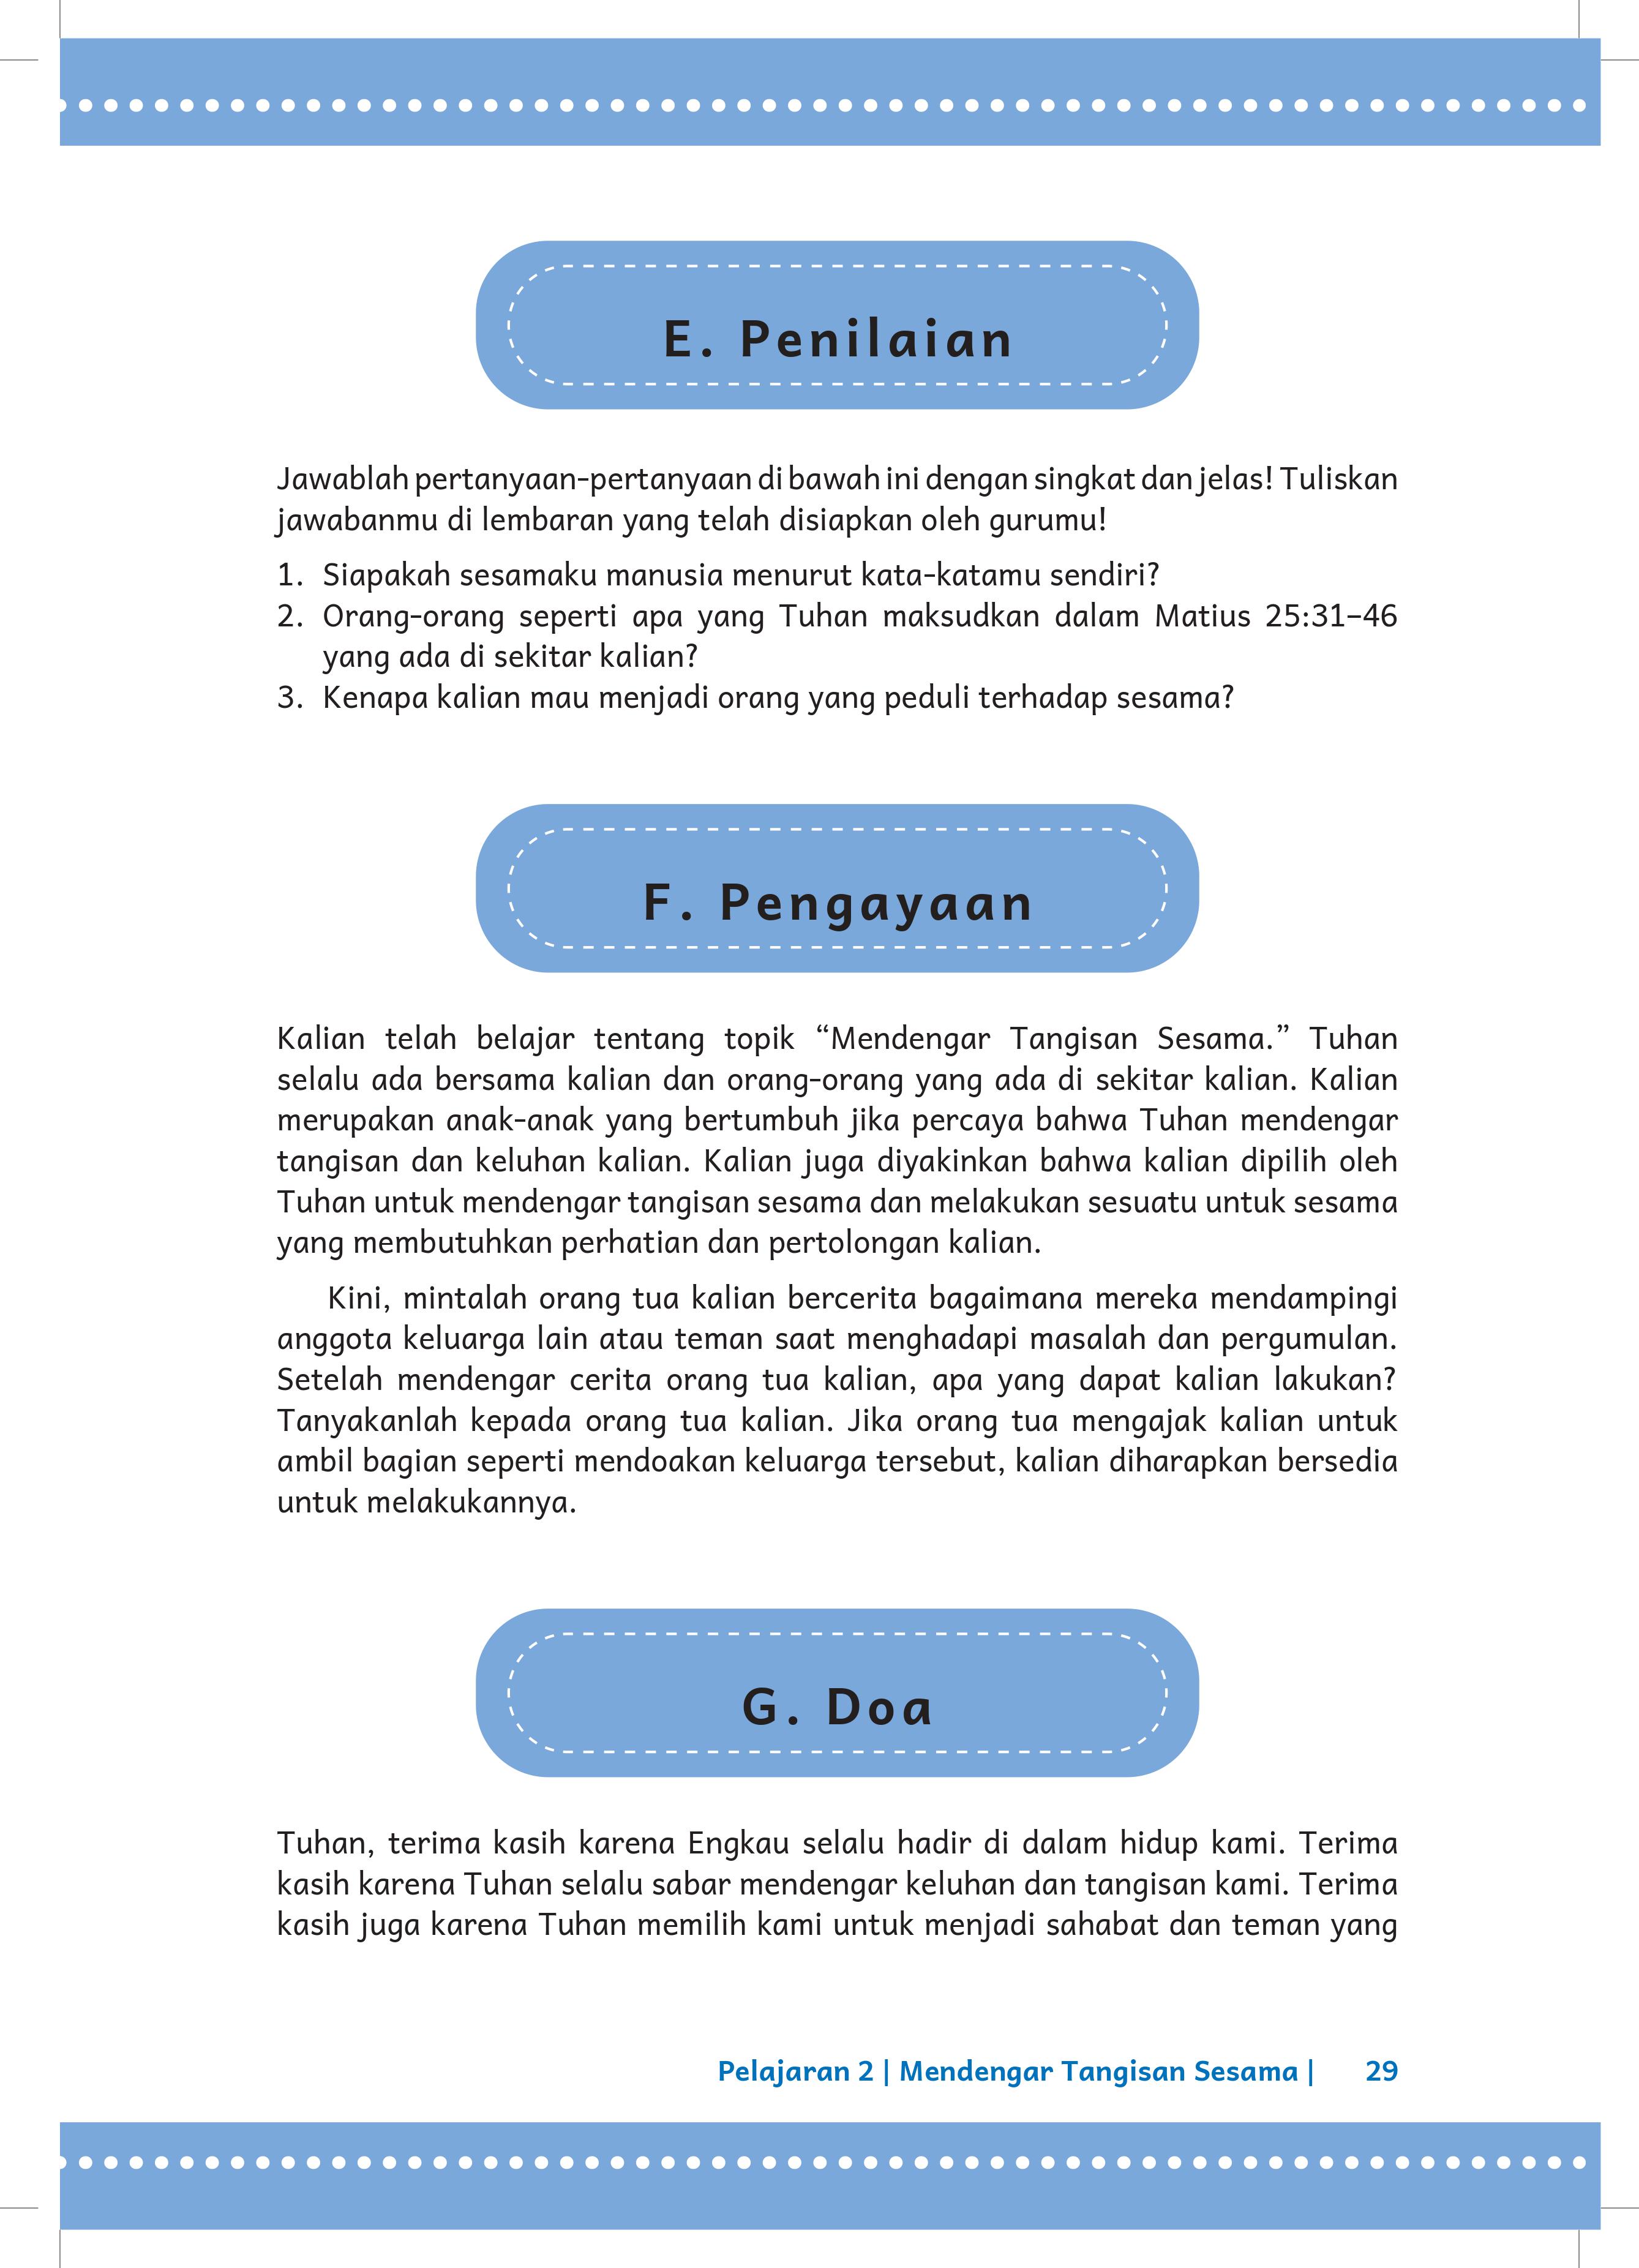 E. Penilaian
Jawablah pertanyaan-pertanyaan di bawah ini dengan singkat dan jelas! Tuliskan
jawabanmu di lembaran yang telah disiapkan oleh gurumu!
1. Siapakah sesamaku manusia menurut kata-katamu sendiri?
2. Orang-orang seperti apa yang Tuhan maksudkan dalam Matius 25:31–46
yang ada di sekitar kalian?
3. Kenapa kalian mau menjadi orang yang peduli terhadap sesama?
F. Pengayaan
Kalian telah belajar tentang topik “Mendengar Tangisan Sesama.” Tuhan
selalu ada bersama kalian dan orang-orang yang ada di sekitar kalian. Kalian
merupakan anak-anak yang bertumbuh jika percaya bahwa Tuhan mendengar
tangisan dan keluhan kalian. Kalian juga diyakinkan bahwa kalian dipilih oleh
Tuhan untuk mendengar tangisan sesama dan melakukan sesuatu untuk sesama
yang membutuhkan perhatian dan pertolongan kalian.
Kini, mintalah orang tua kalian bercerita bagaimana mereka mendampingi
anggota keluarga lain atau teman saat menghadapi masalah dan pergumulan.
Setelah mendengar cerita orang tua kalian, apa yang dapat kalian lakukan?
Tanyakanlah kepada orang tua kalian. Jika orang tua mengajak kalian untuk
ambil bagian seperti mendoakan keluarga tersebut, kalian diharapkan bersedia
untuk melakukannya.
G. Doa
Tuhan, terima kasih karena Engkau selalu hadir di dalam hidup kami. Terima
kasih karena Tuhan selalu sabar mendengar keluhan dan tangisan kami. Terima
kasih juga karena Tuhan memilih kami untuk menjadi sahabat dan teman yang
Pelajaran 2 | Mendengar Tangisan Sesama | 29